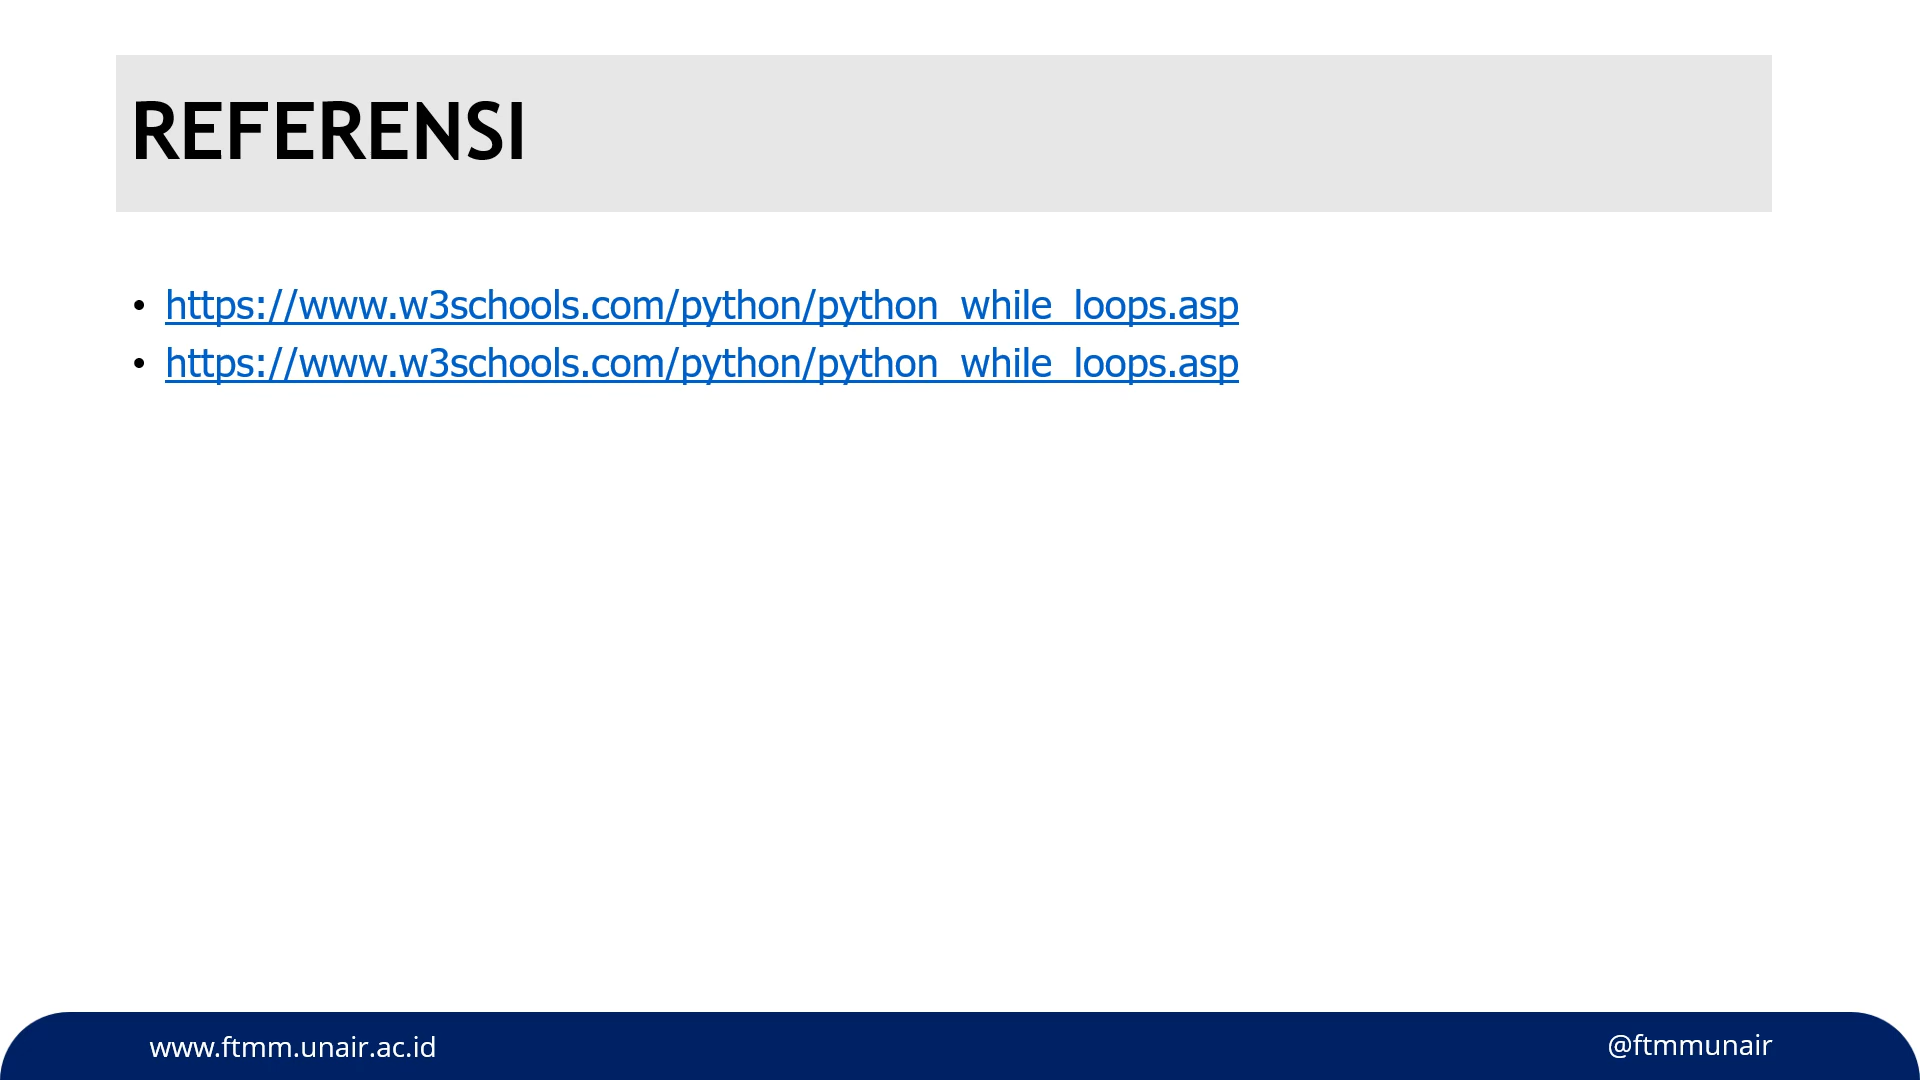 REFERENSI
• https://www.w3schools.com/python/python_while_loops.asp
• https://www.w3schools.com/python/python_while_loops.asp
www.ftmm.unair.ac.id
@ftmmunair